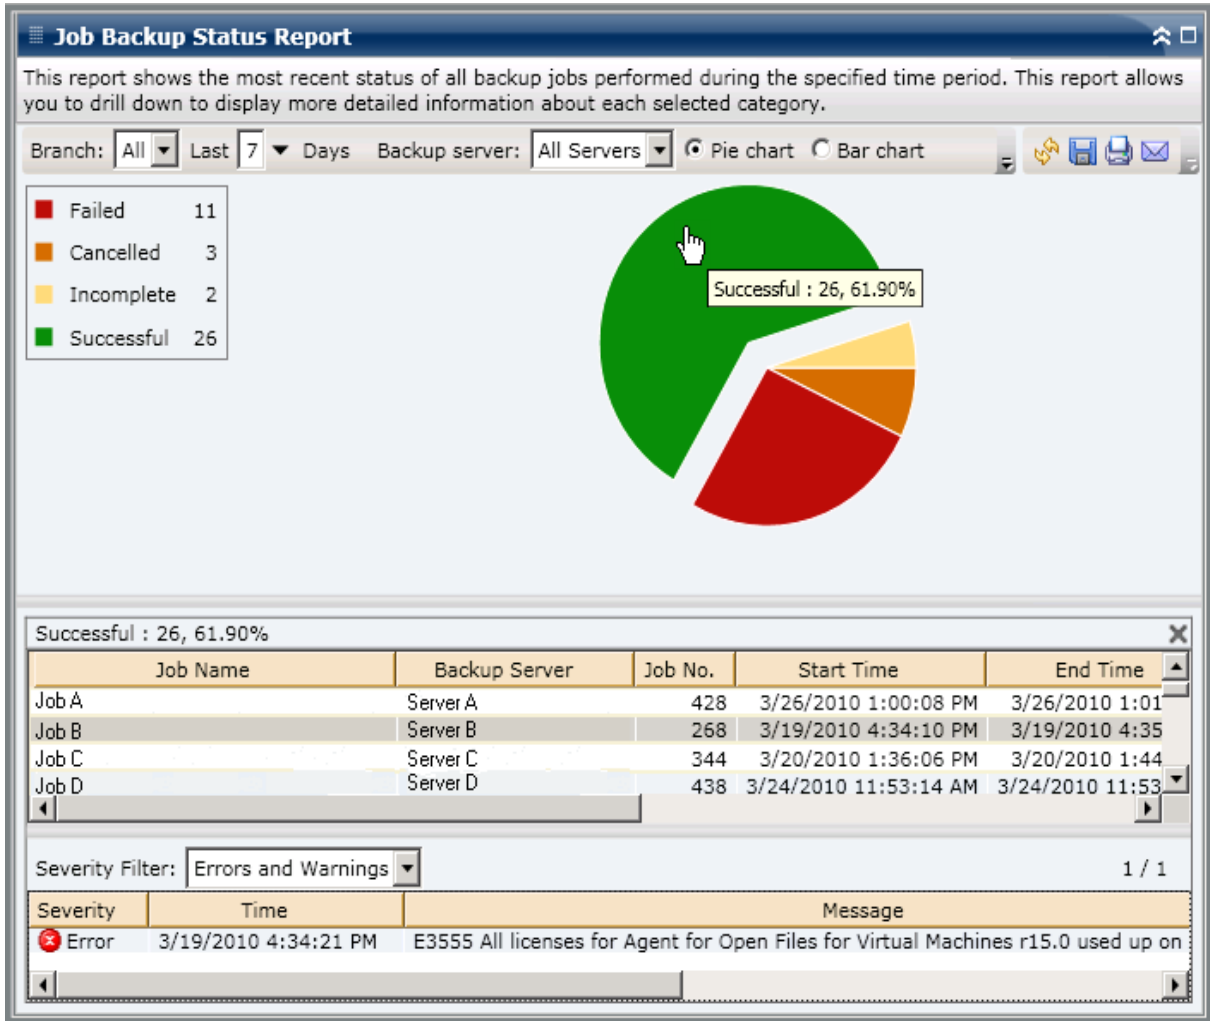 Job Backup Status Report
This report shows the most recent status of all backup jobs performed during the specified time period. This report allows
you to drill down to display more detailed information about each selected category.
Branch: All Last 7 Days Backup server: All Servers Pie chart Bar chart
Failed 11
Cancelled 3
Incomplete 2
Successful 26
Successful : 26, 61.90%
Successful : 26, 61.90%
Job Name Backup Server Job No. Start Time End Time
Job A Server A 428 3/26/2010 1:00:08 PM 3/26/2010 1:01
Job B Server B 268 3/19/2010 4:34:10 PM 3/19/2010 4:35
Job C Server C 344 3/20/2010 1:36:06 PM 3/20/2010 1:44
Job D Server D 438 3/24/2010 11:53:14 AM 3/24/2010 11:53
Severity Filter: Errors and Warnings 1 / 1
Severity Time Message
Error 3/19/2010 4:34:21 PM E3555 All licenses for Agent for Open Files for Virtual Machines r15.0 used up on